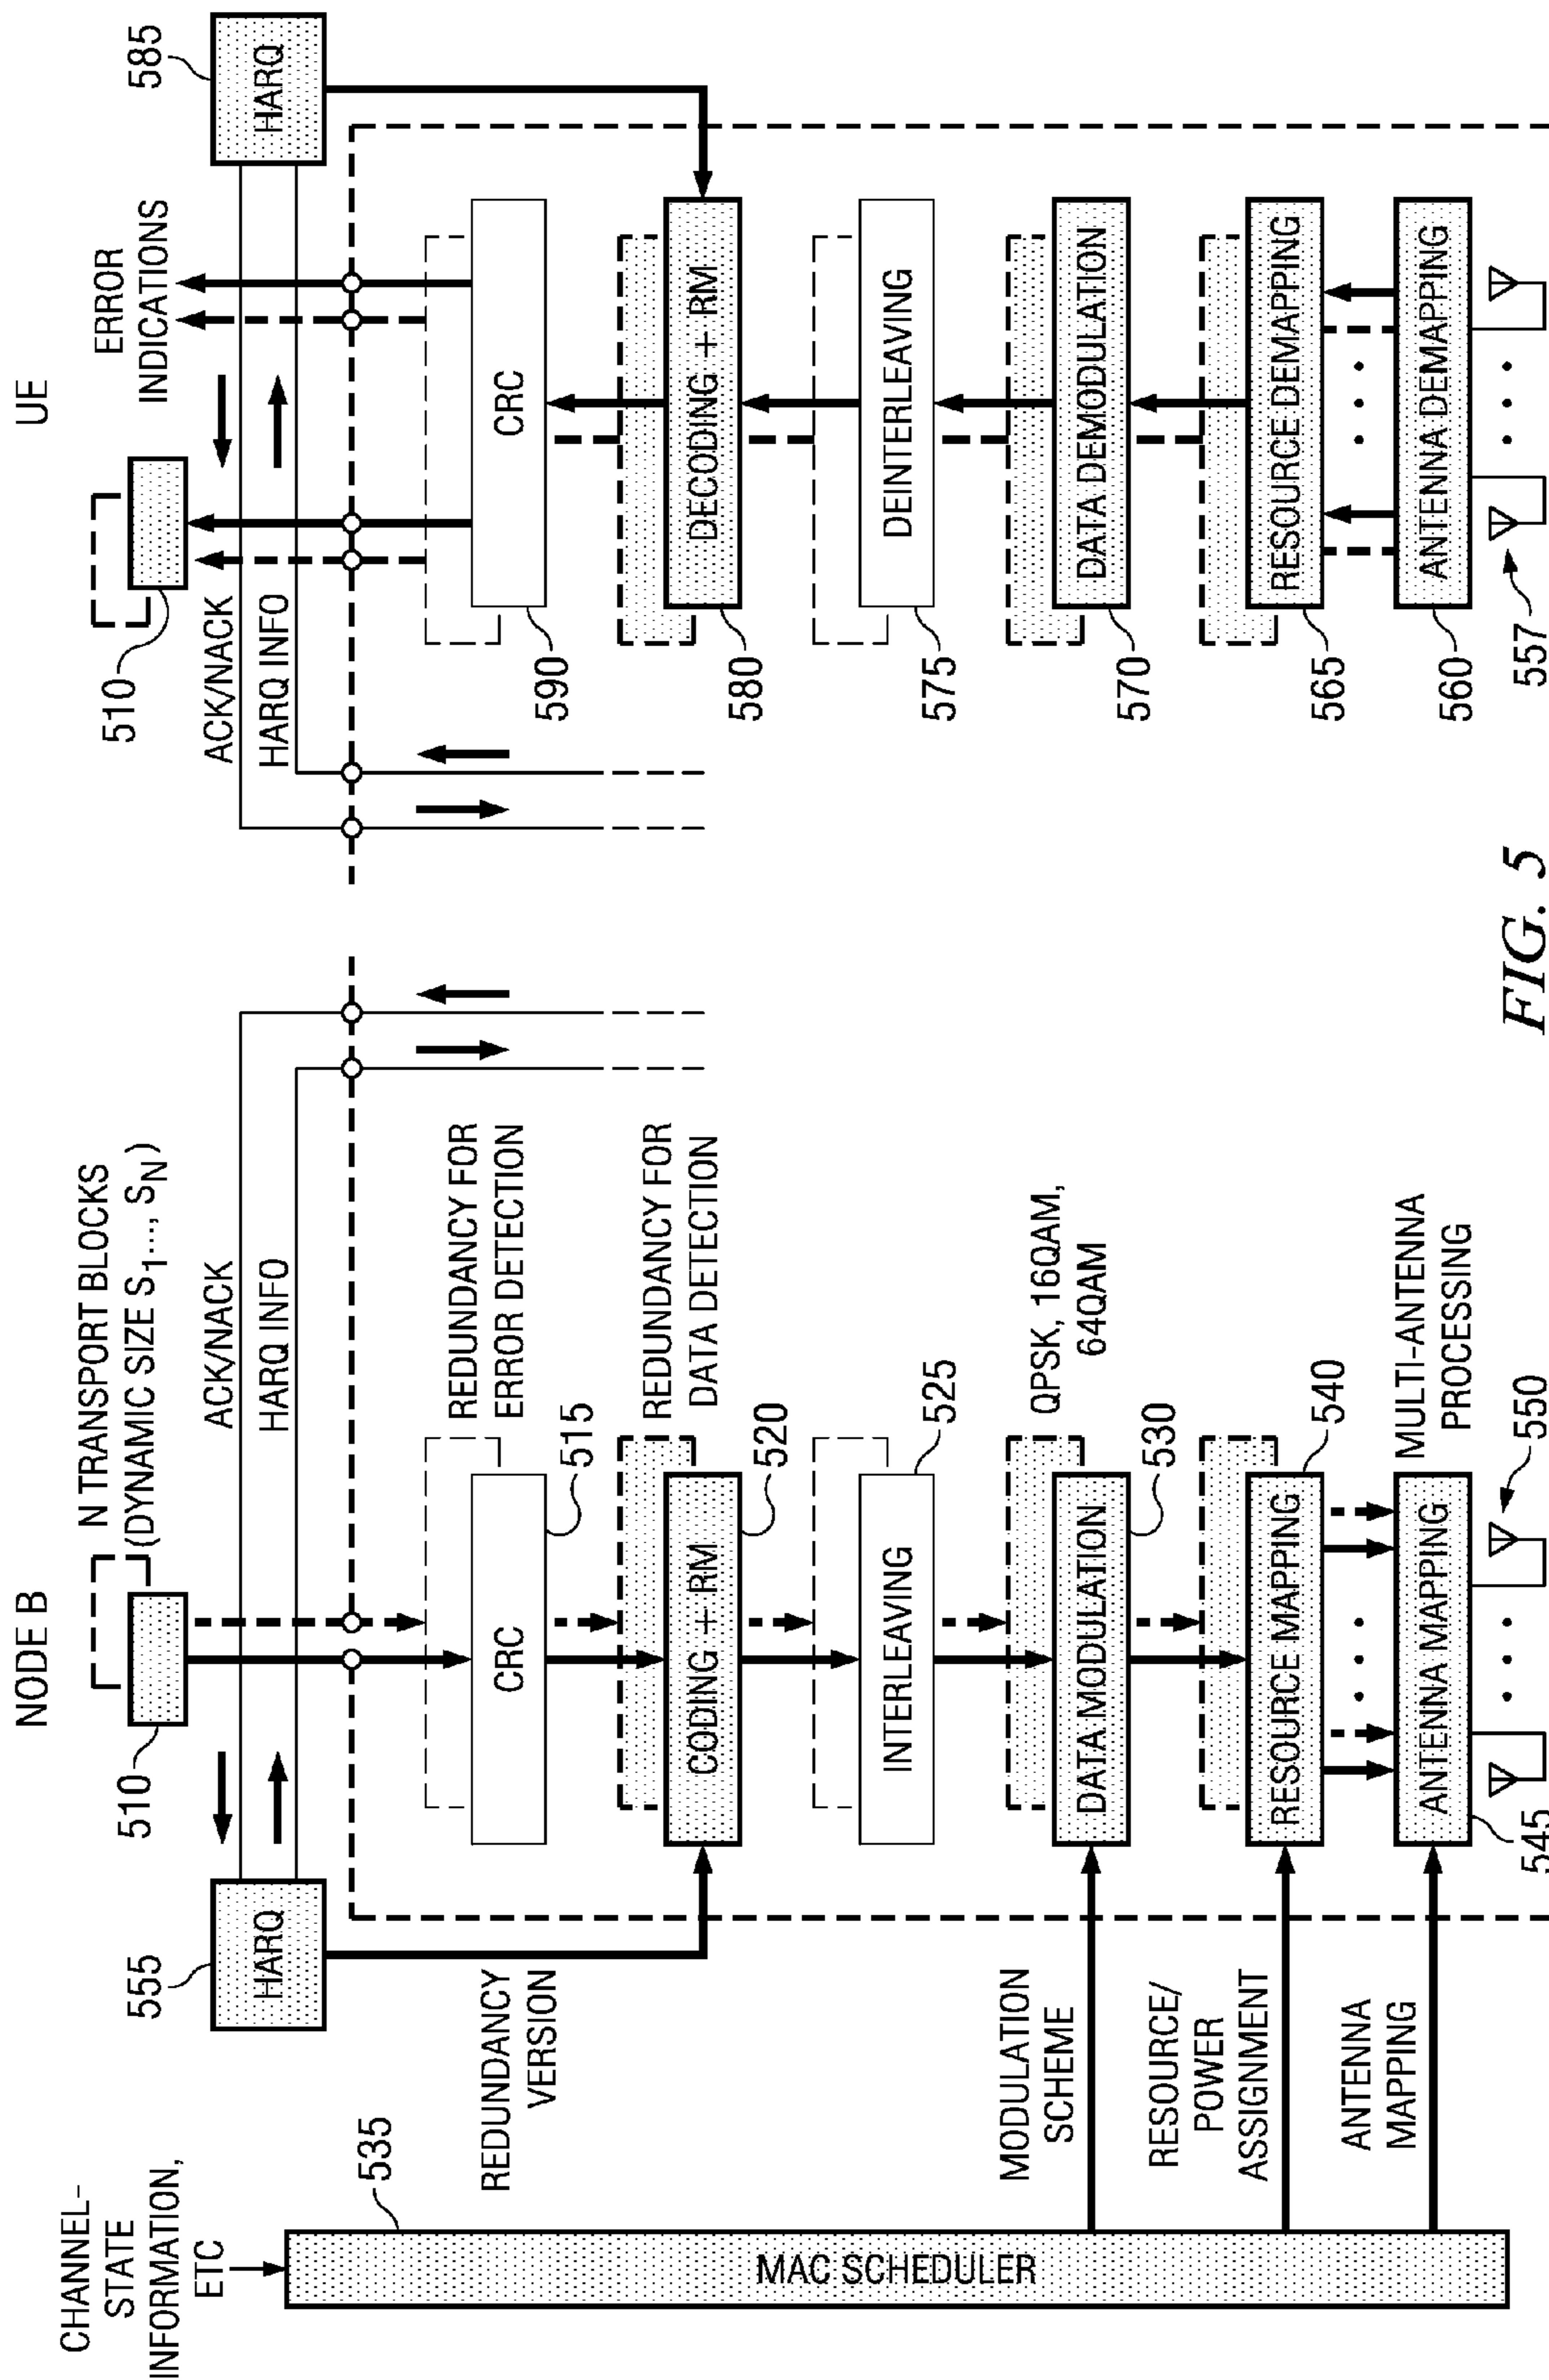 NODE B
UE
CHANNEL-
STATE
INFORMATION,
ETC
535
MAC SCHEDULER
555
HARQ
510
N TRANSPORT BLOCKS
(DYNAMIC SIZE S1..., SN)
ACK/NACK
HARQ INFO
REDUNDANCY
VERSION
CRC
515
REDUNDANCY FOR
ERROR DETECTION
CODING + RM
520
REDUNDANCY FOR
DATA DETECTION
INTERLEAVING
525
MODULATION
SCHEME
DATA MODULATION
530
QPSK, 16QAM,
64QAM
RESOURCE/
POWER
ASSIGNMENT
RESOURCE MAPPING
540
ANTENNA
MAPPING
ANTENNA MAPPING
545
MULTI-ANTENNA
PROCESSING
550
510
ERROR
INDICATIONS
585
HARQ
ACK/NACK
HARQ INFO
CRC
590
DECODING + RM
580
DEINTERLEAVING
575
DATA DEMODULATION
570
RESOURCE DEMAPPING
565
ANTENNA DEMAPPING
560
557
FIG. 5